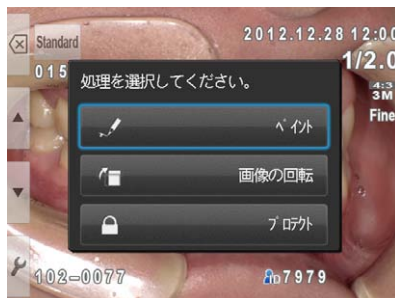 Standard
2012.12.28 12:00
015
1/2.0
4:3
3M
Fine
処理を選択してください。
ペイント
画像の回転
プロテクト
102-0077
ID7979